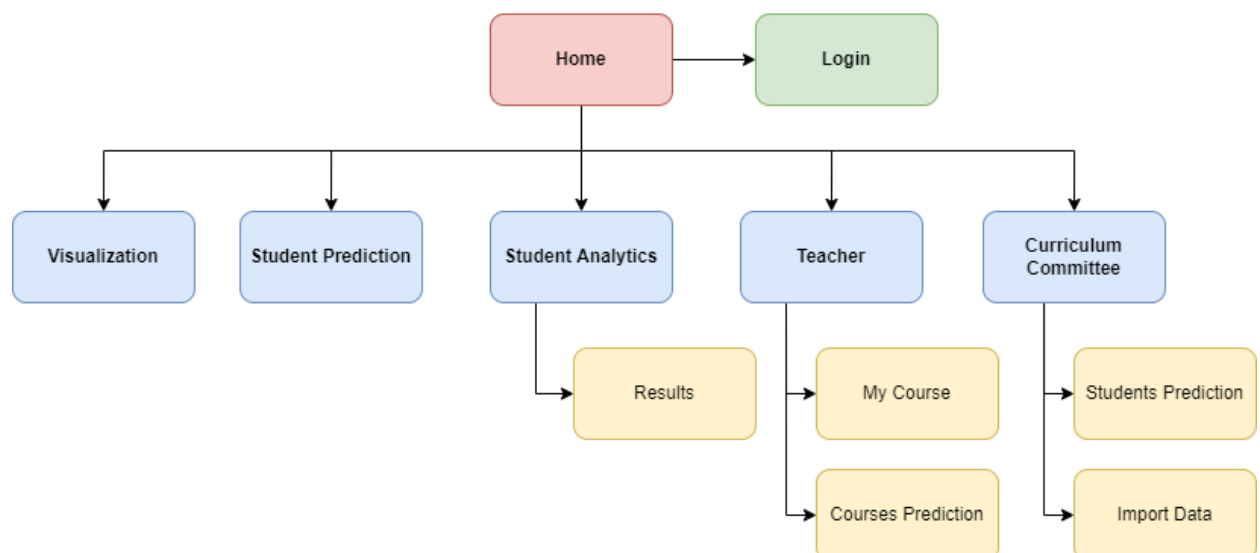 Home
Login
Visualization
Student Prediction
Student Analytics
Teacher
Curriculum
Committee
Results
My Course
Students Prediction
Courses Prediction
Import Data